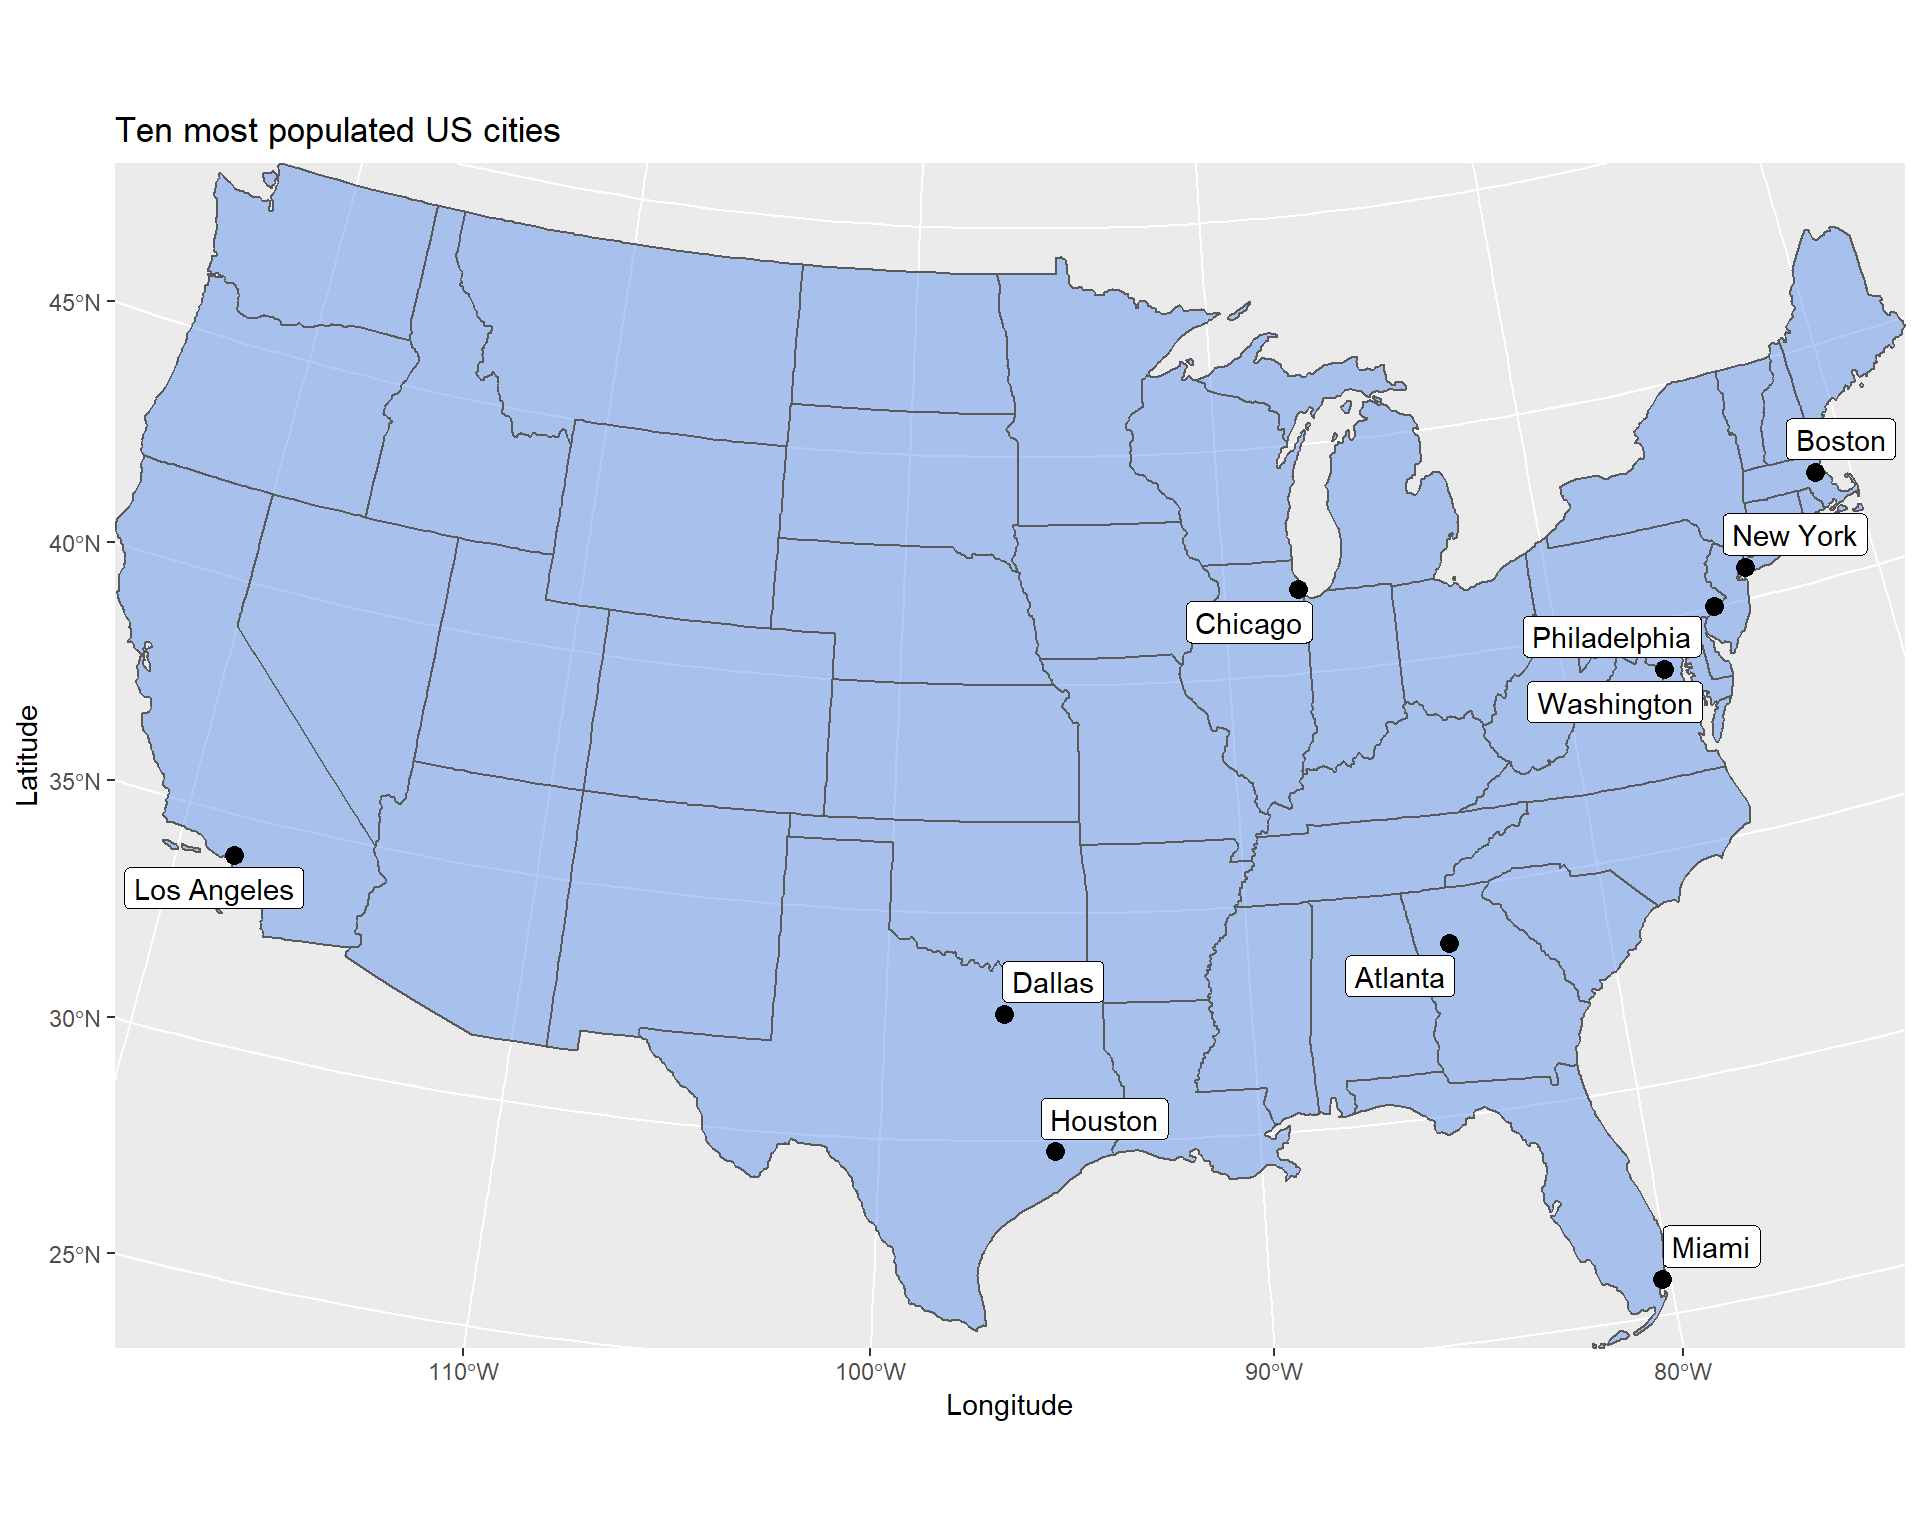 Ten most populated US cities
45°N
40°N
35°N
30°N
25°N
Latitude
Boston
New York
Chicago
Philadelphia
Washington
Los Angeles
Dallas
Atlanta
Houston
Miami
110°W
100°W
90°W
80°W
Longitude